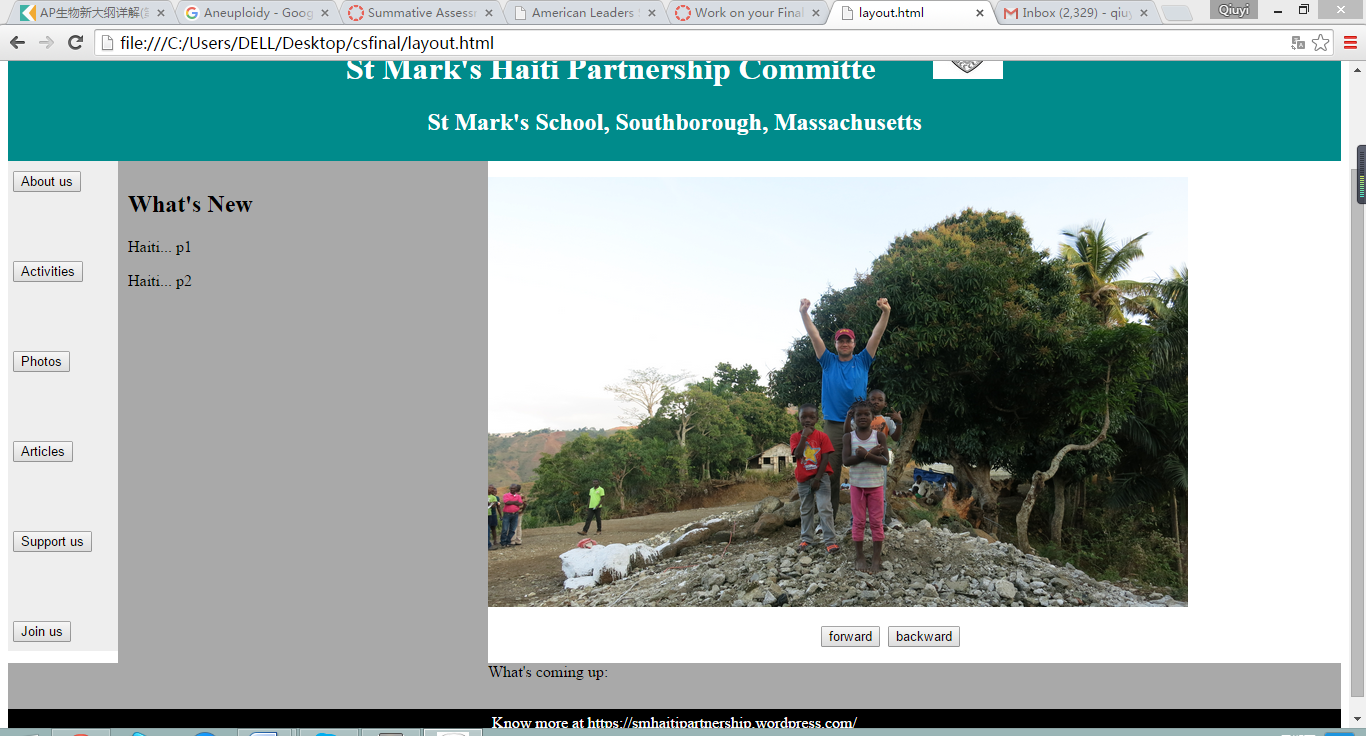 AP生物新大纲详解(
Aneuploidy - Goog
Summative Assess
American Leaders
Work on your Final
layout.html
Inbox (2,329) - qiuy
Qiuyi
file:///C:/Users/DELL/Desktop/csfinal/layout.html
St Mark's Haiti Partnership Committe
St Mark's School, Southborough, Massachusetts
About us
Activities
Photos
Articles
Support us
Join us
What's New
Haiti... p1
Haiti... p2
forward
backward
What's coming up:
Know more at https://smhaitipartnership.wordpress.com/